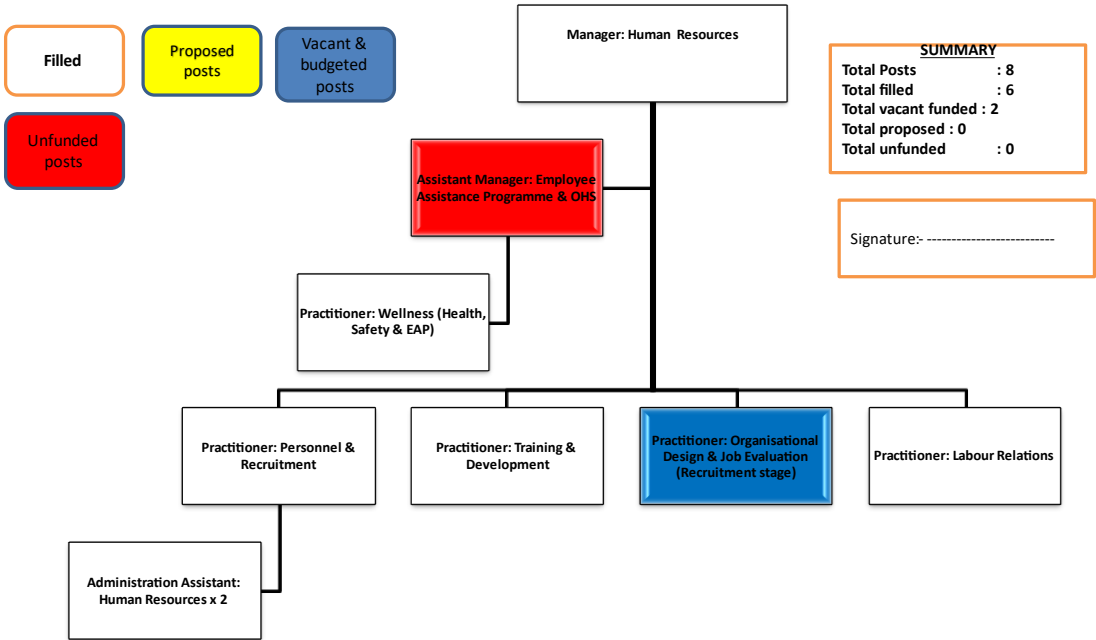 Filled
Proposed
posts
Vacant &
budgeted
posts
Unfunded
posts
Manager: Human Resources
SUMMARY
Total Posts : 8
Total filled : 6
Total vacant funded : 2
Total proposed : 0
Total unfunded : 0
Signature:- --------------------------
Assistant Manager: Employee
Assistance Programme & OHS
Practitioner: Wellness (Health,
Safety & EAP)
Practitioner: Personnel &
Recruitment
Practitioner: Training &
Development
Practitioner: Organisational
Design & Job Evaluation
(Recruitment stage)
Practitioner: Labour Relations
Administration Assistant:
Human Resources x 2